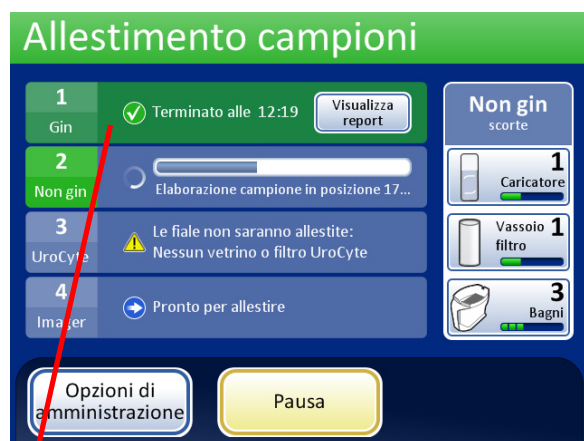 Allestimento campioni
1
Gin
Terminato alle 12:19
Visualizza
report
2
Non gin
Elaborazione campione in posizione 17...
3
UroCyte
Le fiale non saranno allestite:
Nessun vetrino o filtro UroCyte
4
Imager
Pronto per allestire
Non gin
scorte
1
Caricatore
Vassoio 1
filtro
3
Bagni
Opzioni di
amministrazione
Pausa